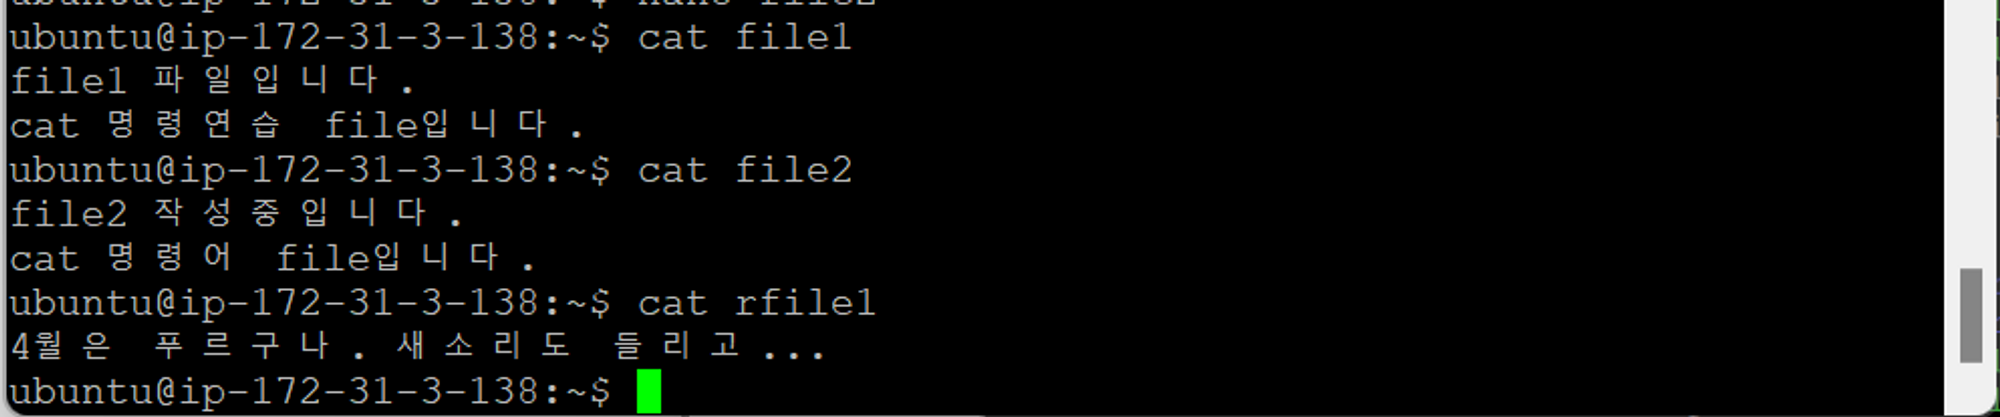 ubuntu@ip-172-31-3-138:~$ cat file1
file1 파일입니다.
cat 명령연습 file입니다.
ubuntu@ip-172-31-3-138:~$ cat file2
file2 작성중입니다.
cat 명령어 file입니다.
ubuntu@ip-172-31-3-138:~$ cat rfile1
4월은 푸르구나. 새소리도 들리고...
ubuntu@ip-172-31-3-138:~$